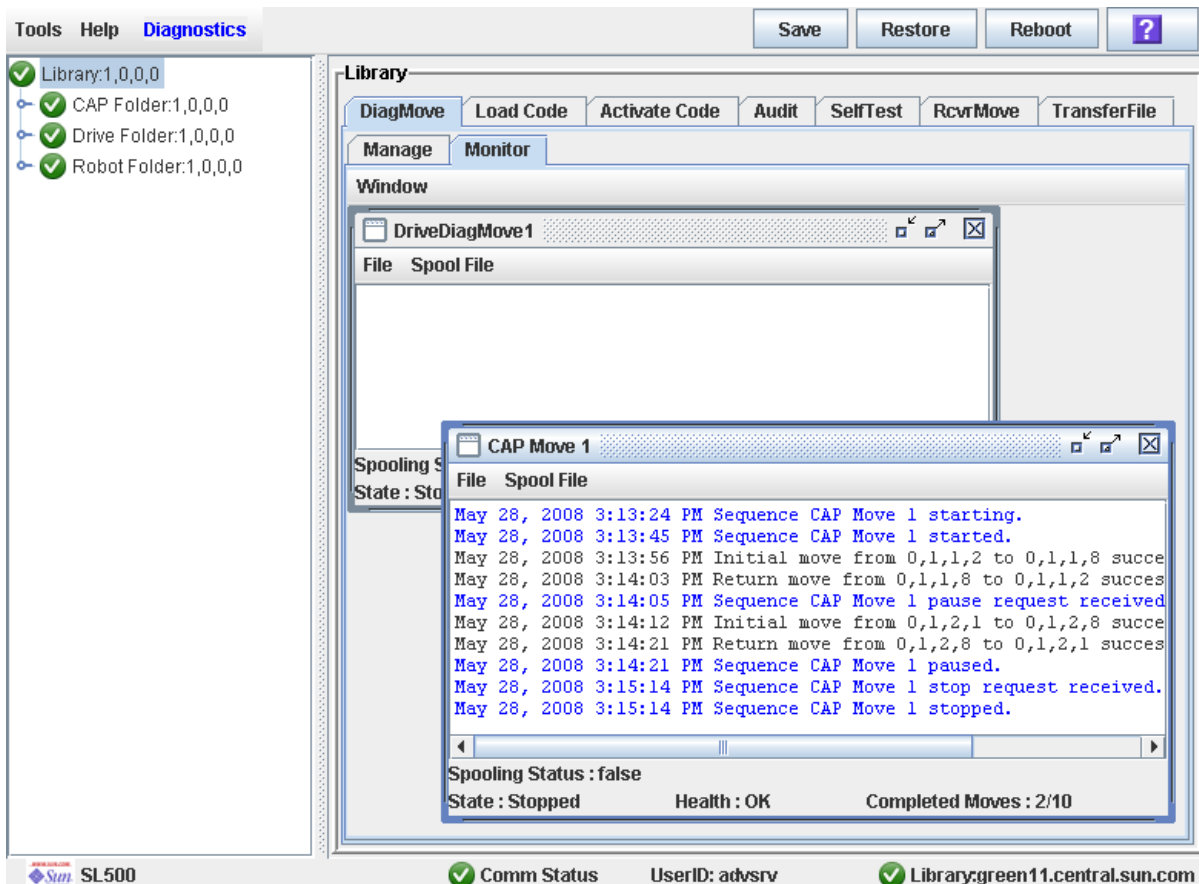 Tools Help Diagnostics Save Restore Reboot ?
Library:1,0,0,0
CAP Folder:1,0,0,0
Drive Folder:1,0,0,0
Robot Folder:1,0,0,0
Library
DiagMove Load Code Activate Code Audit SelfTest RcvrMove TransferFile
Manage Monitor
Window
DriveDiagMove1
File Spool File
Spooling S
State : Sto
CAP Move 1
File Spool File
May 28, 2008 3:13:24 PM Sequence CAP Move 1 starting.
May 28, 2008 3:13:45 PM Sequence CAP Move 1 started.
May 28, 2008 3:13:56 PM Initial move from 0,1,1,2 to 0,1,1,8 succe
May 28, 2008 3:14:03 PM Return move from 0,1,1,8 to 0,1,1,2 succes
May 28, 2008 3:14:05 PM Sequence CAP Move 1 pause request received
May 28, 2008 3:14:12 PM Initial move from 0,1,2,1 to 0,1,2,8 succe
May 28, 2008 3:14:21 PM Return move from 0,1,2,8 to 0,1,2,1 succes
May 28, 2008 3:14:21 PM Sequence CAP Move 1 paused.
May 28, 2008 3:15:14 PM Sequence CAP Move 1 stop request received.
May 28, 2008 3:15:14 PM Sequence CAP Move 1 stopped.
Spooling Status : false
State : Stopped Health : OK Completed Moves : 2/10
Sun SL500 Comm Status UserID: advsrv Library:green11.central.sun.com